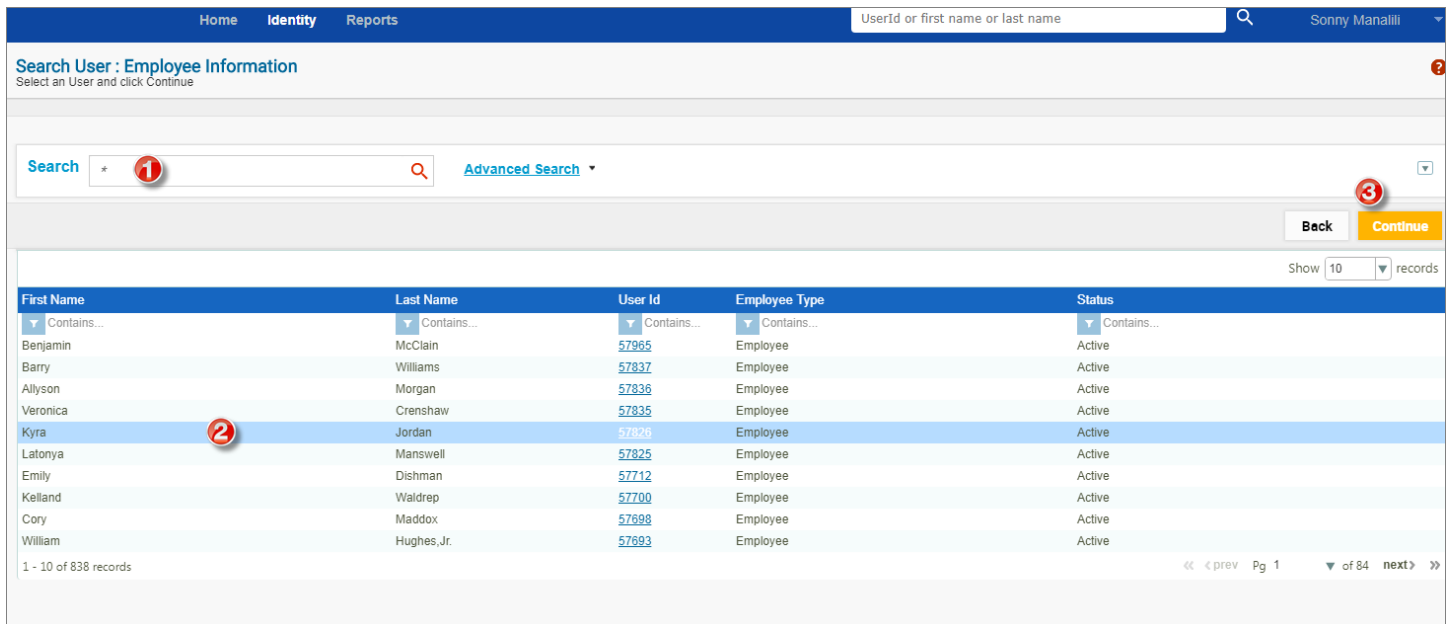 Home Identity Reports UserId or first name or last name Sonny Manalili
Search User : Employee Information
Select an User and click Continue
?
Search * 1 Advanced Search
3
Back Continue
Show 10 records
First Name Last Name User Id Employee Type Status
Contains... Contains... Contains... Contains... Contains...
Benjamin McClain 57965 Employee Active
Barry Williams 57837 Employee Active
Allyson Morgan 57836 Employee Active
Veronica Crenshaw 57835 Employee Active
Kyra 2 Jordan 57826 Employee Active
Latonya Manswell 57825 Employee Active
Emily Dishman 57712 Employee Active
Kelland Waldrep 57700 Employee Active
Cory Maddox 57698 Employee Active
William Hughes,Jr. 57693 Employee Active
1 - 10 of 838 records « ‹ prev Pg 1 of 84 next › »